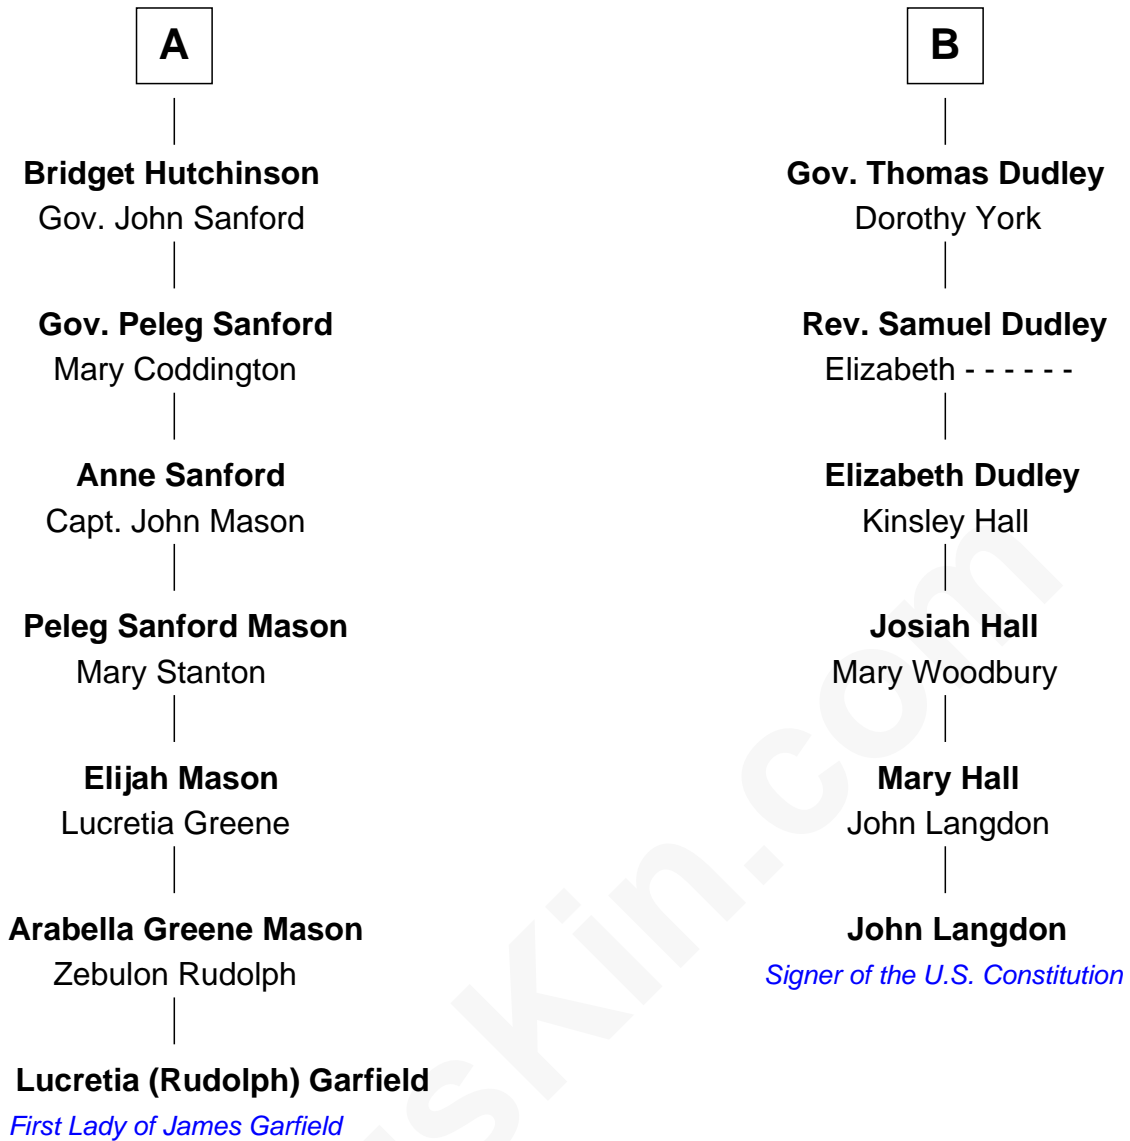 A
Bridget Hutchinson
Gov. John Sanford
Gov. Peleg Sanford
Mary Coddington
Anne Sanford
Capt. John Mason
Peleg Sanford Mason
Mary Stanton
Elijah Mason
Lucretia Greene
Arabella Greene Mason
Zebulon Rudolph
Lucretia (Rudolph) Garfield
First Lady of James Garfield
B
Gov. Thomas Dudley
Dorothy York
Rev. Samuel Dudley
Elizabeth - - - - - -
Elizabeth Dudley
Kinsley Hall
Josiah Hall
Mary Woodbury
Mary Hall
John Langdon
John Langdon
Signer of the U.S. Constitution